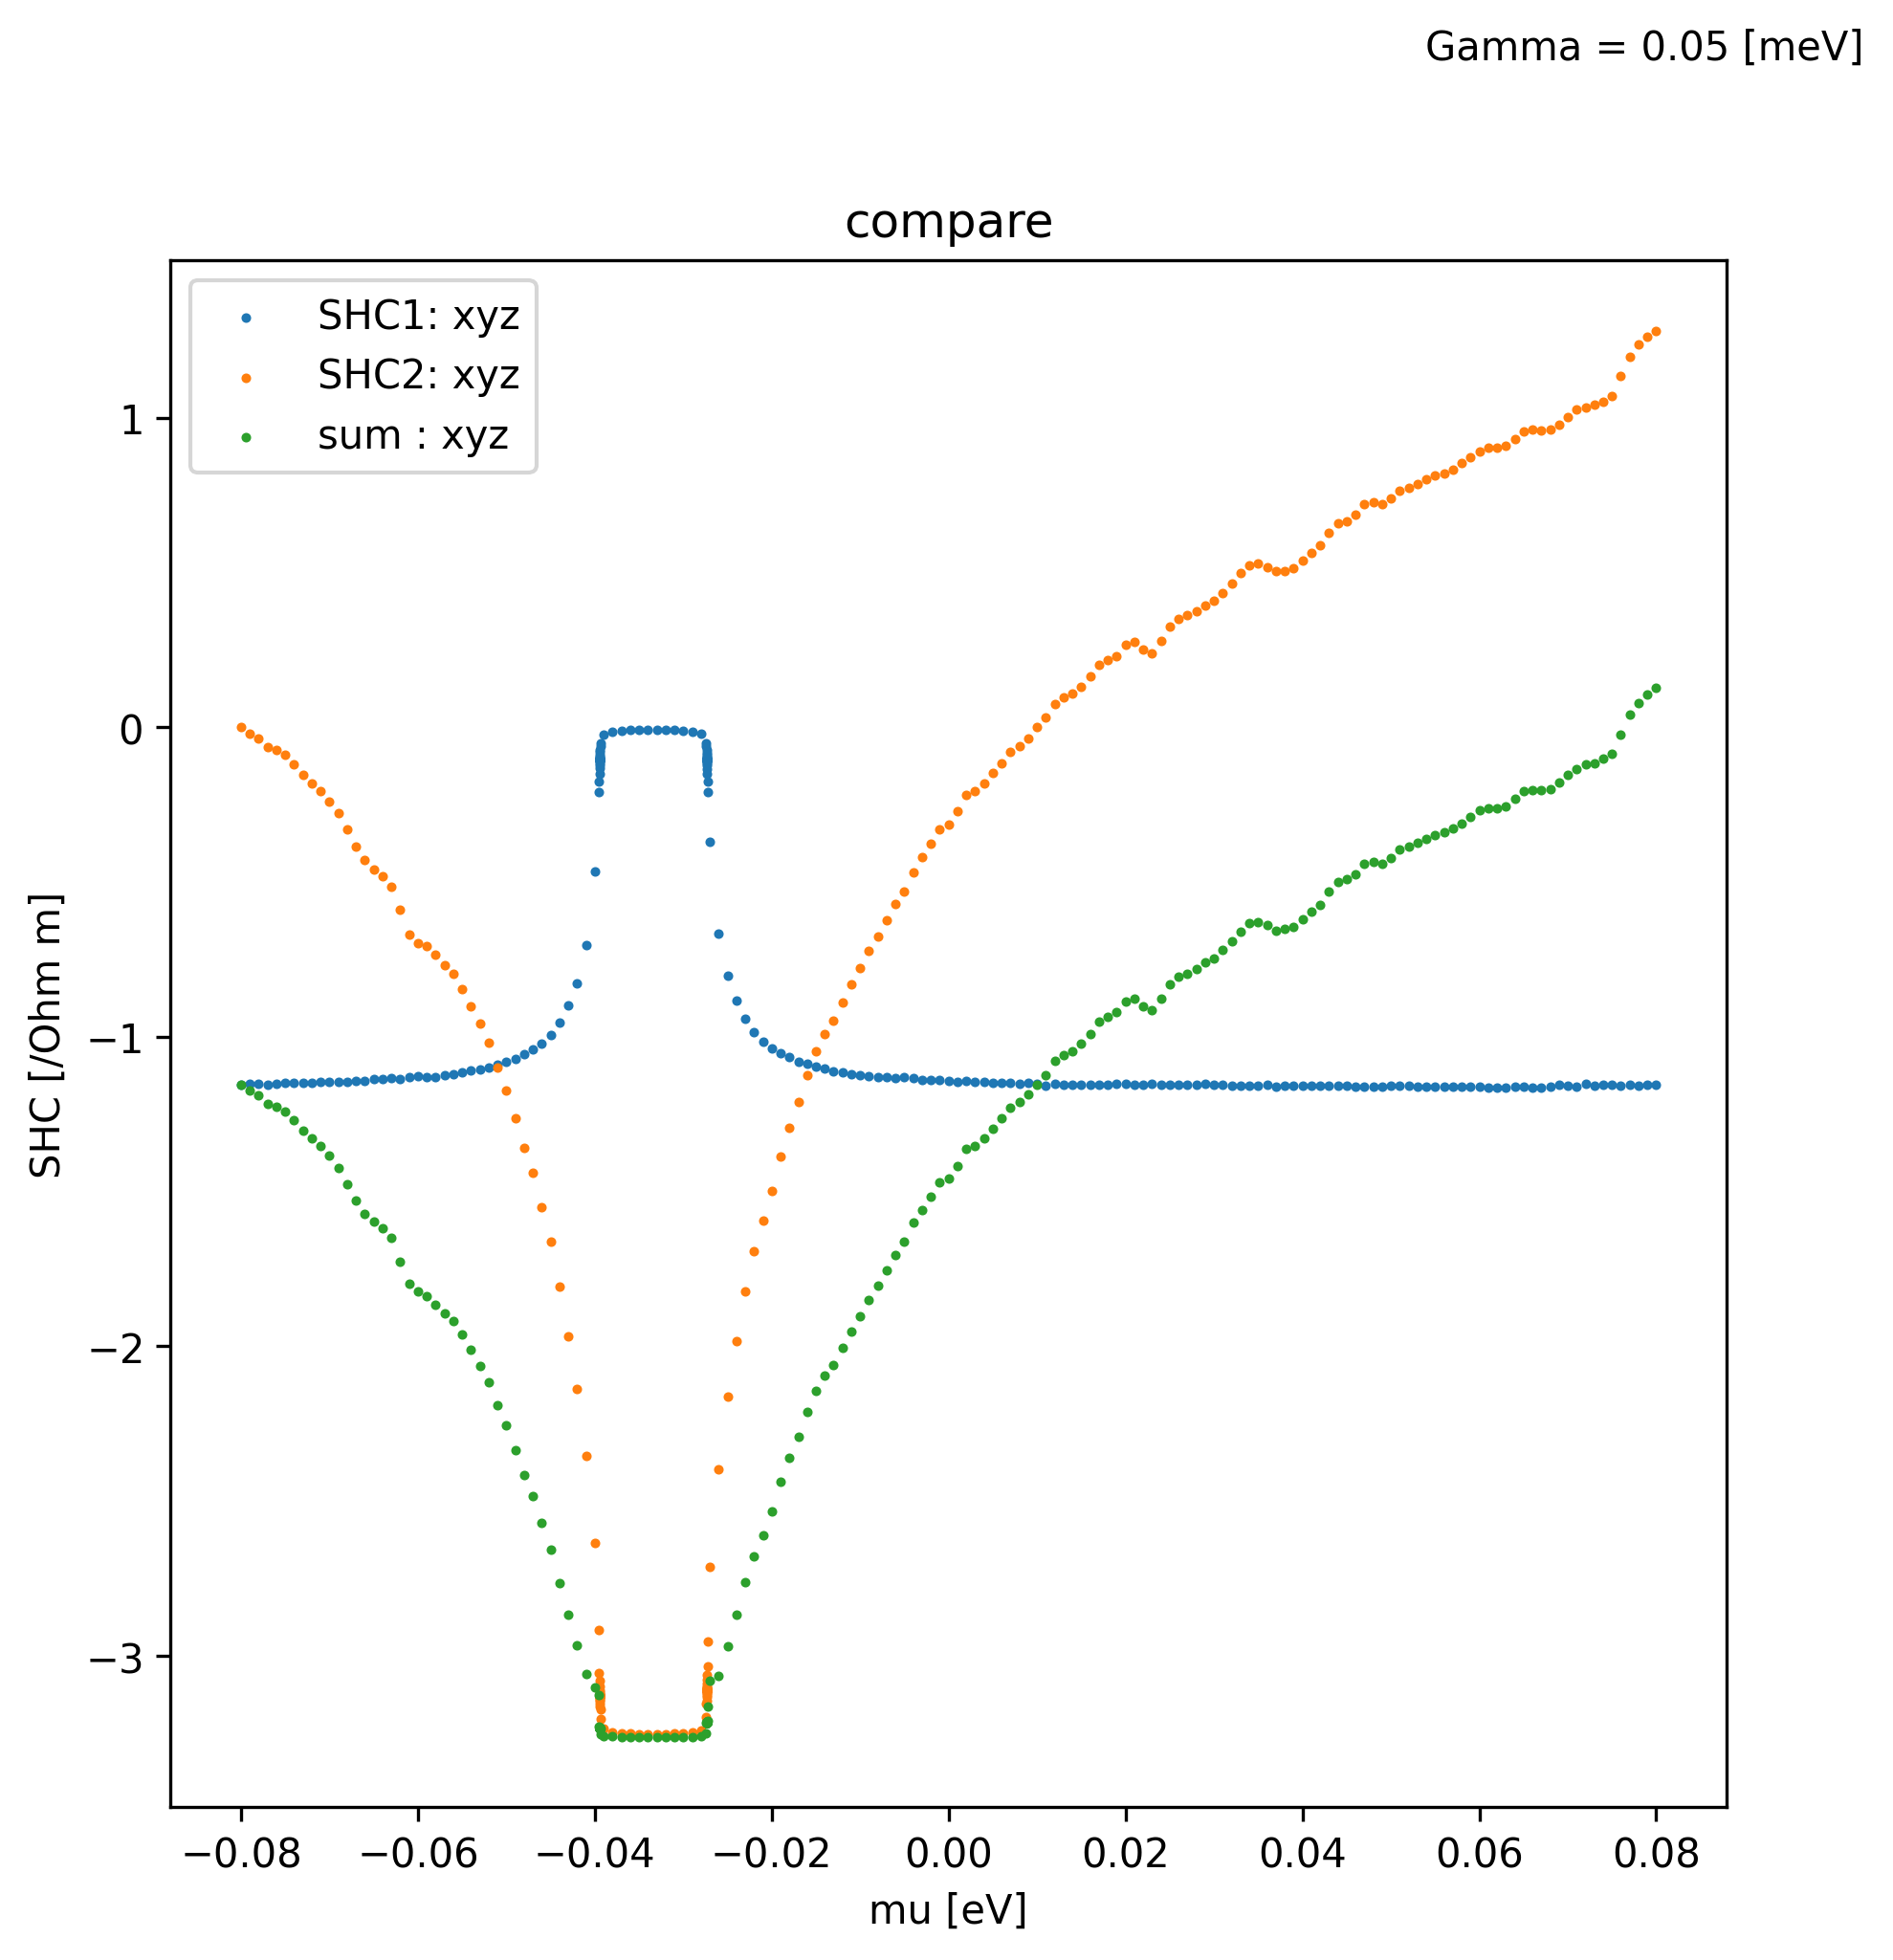 Gamma = 0.05 [meV]
compare
SHC1: xyz
SHC2: xyz
sum : xyz
1
0
−1
−2
−3
SHC [/Ohm m]
−0.08 −0.06 −0.04 −0.02 0.00 0.02 0.04 0.06 0.08
mu [eV]